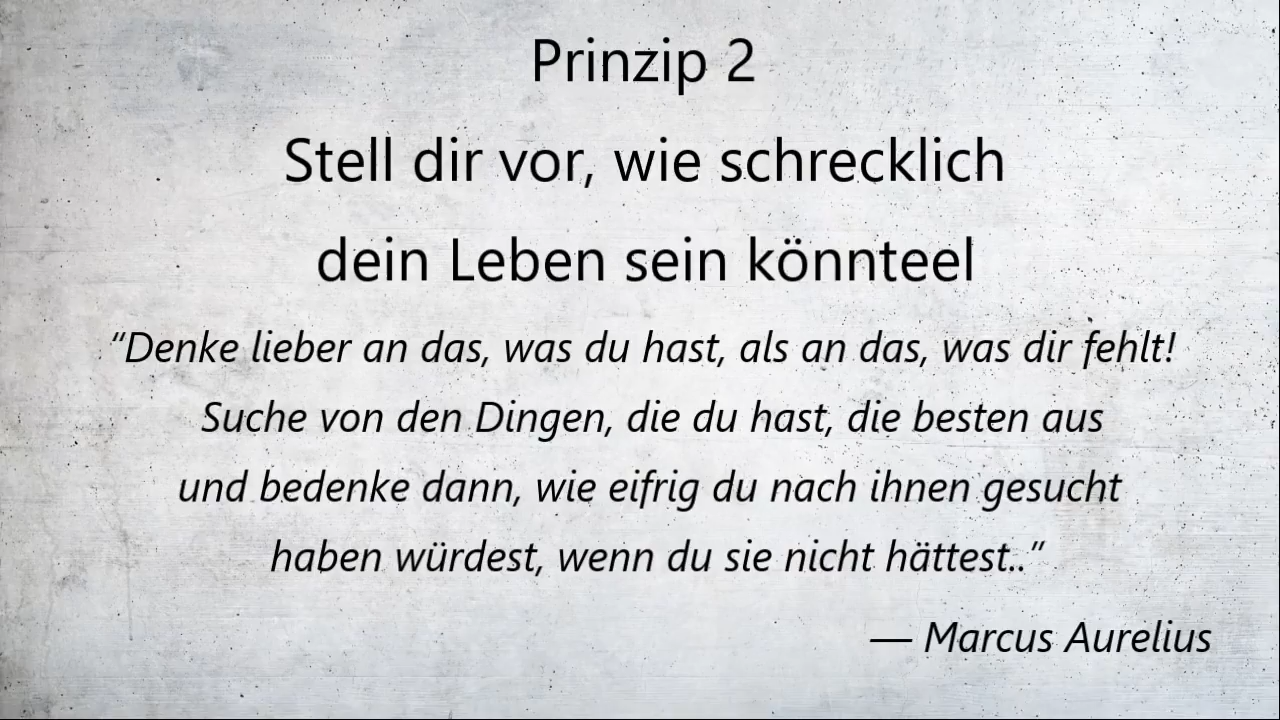 Prinzip 2
Stell dir vor, wie schrecklich
dein Leben sein könnteel
“Denke lieber an das, was du hast, als an das, was dir fehlt!
Suche von den Dingen, die du hast, die besten aus
und bedenke dann, wie eifrig du nach ihnen gesucht
haben würdest, wenn du sie nicht hättest..”
— Marcus Aurelius